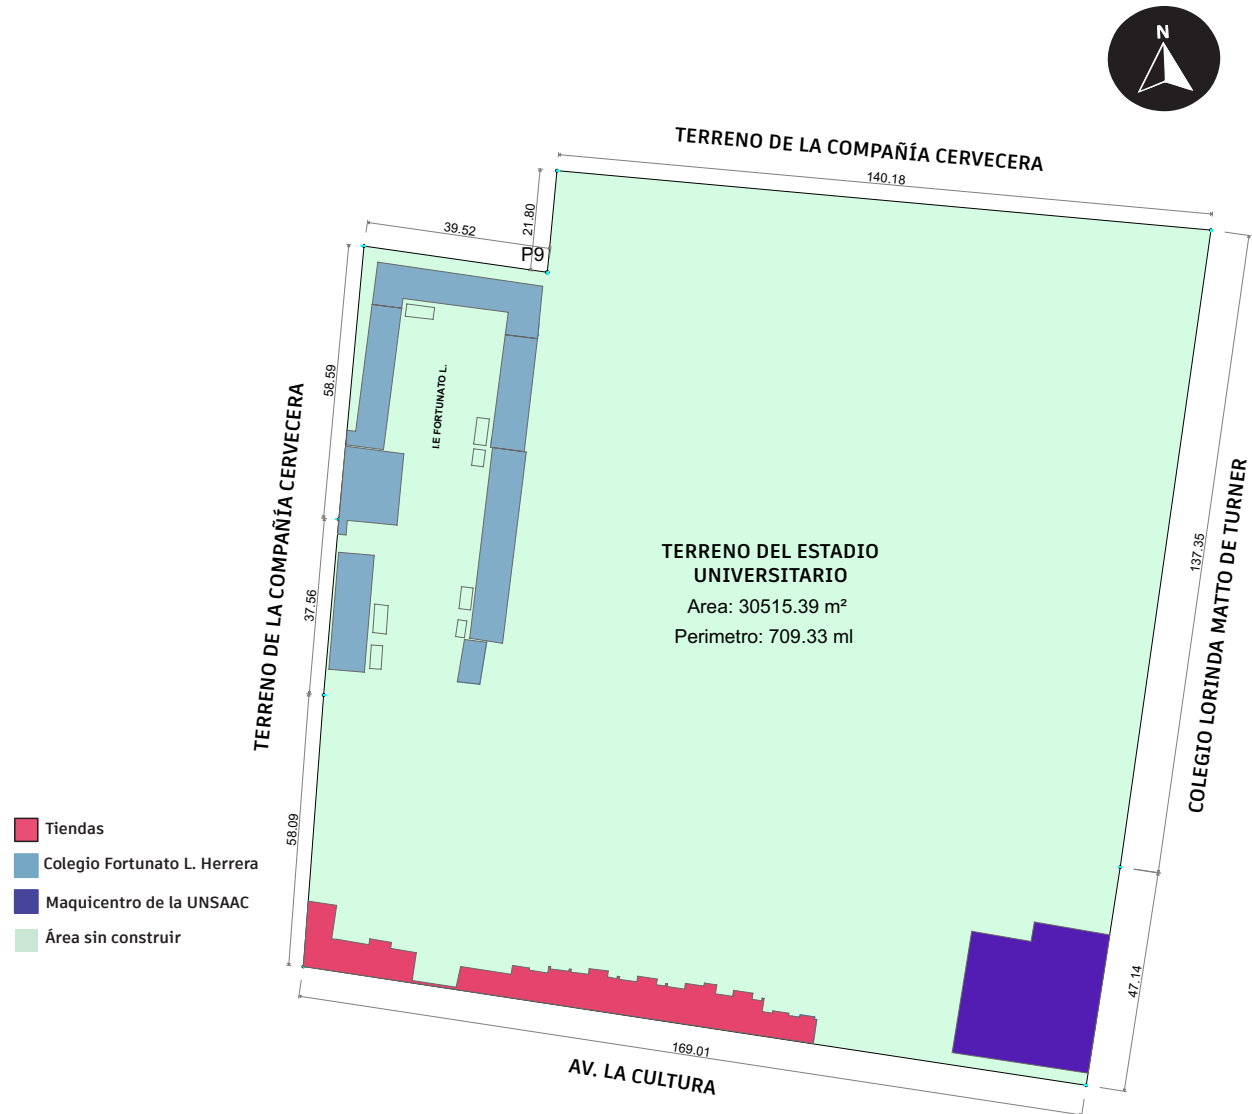 N
TERRENO DE LA COMPAÑÍA CERVECERA
140.18
21.80
39.52
P9
58.59
I.E FORTUNATO L.
TERRENO DE LA COMPAÑÍA CERVECERA
37.56
TERRENO DEL ESTADIO
UNIVERSITARIO
Area: 30515.39 m²
Perimetro: 709.33 ml
137.35
COLEGIO LORINDA MATTO DE TURNER
58.09
Tiendas
Colegio Fortunato L. Herrera
Maquicentro de la UNSAAC
Área sin construir
47.14
169.01
AV. LA CULTURA